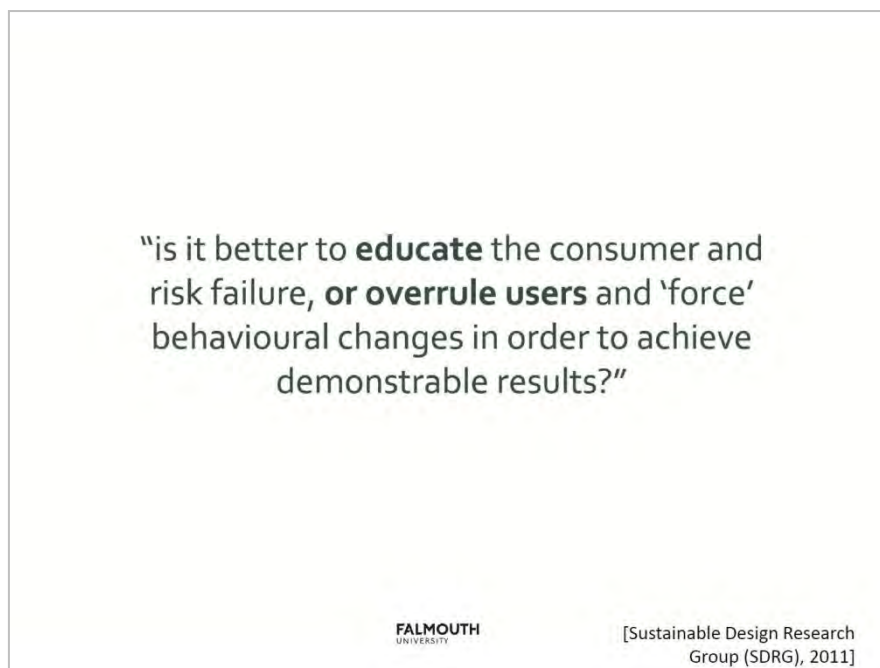 “is it better to educate the consumer and
risk failure, or overrule users and ‘force’
behavioural changes in order to achieve
demonstrable results?”
FALMOUTH
UNIVERSITY
[Sustainable Design Research
Group (SDRG), 2011]